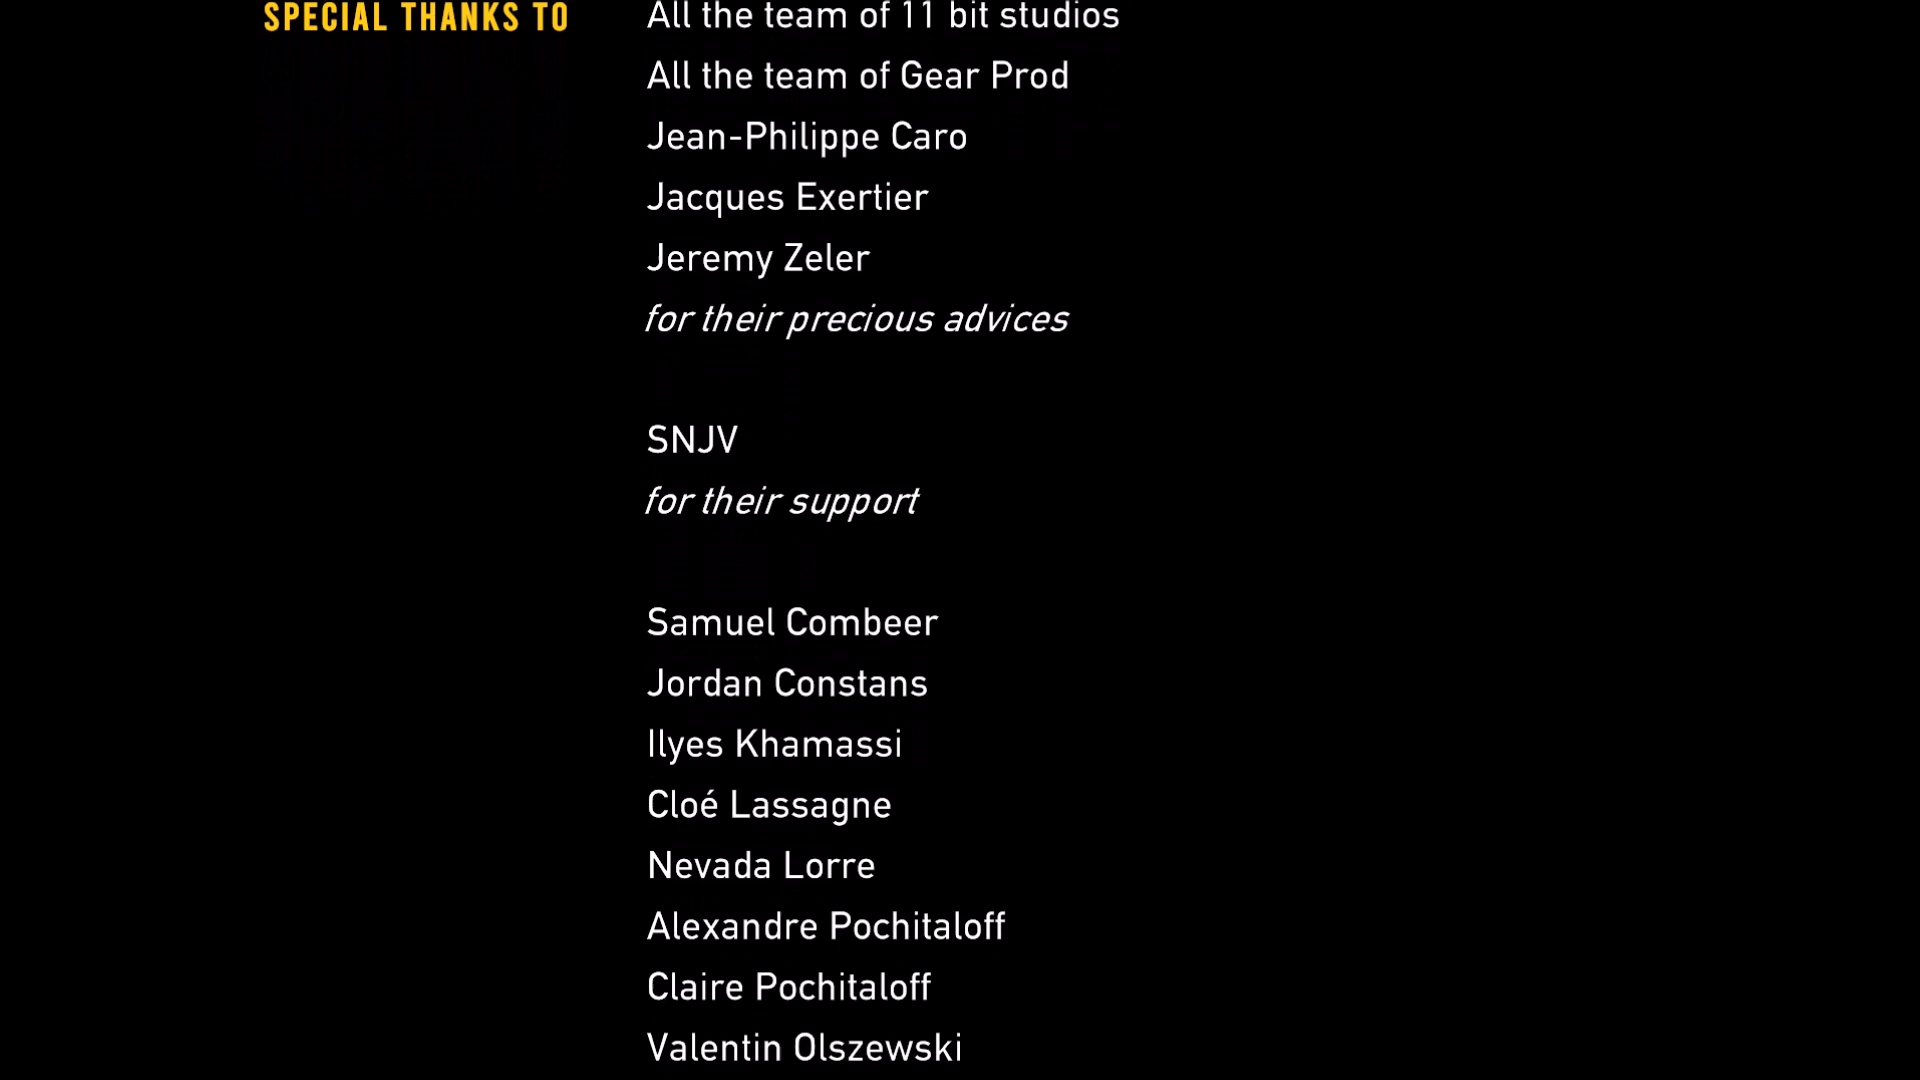 SPECIAL THANKS TO
All the team of 11 bit studios
All the team of Gear Prod
Jean-Philippe Caro
Jacques Exertier
Jeremy Zeler
for their precious advices
SNJV
for their support
Samuel Combeer
Jordan Constans
Ilyes Khamassi
Cloé Lassagne
Nevada Lorre
Alexandre Pochitaloff
Claire Pochitaloff
Valentin Olszewski